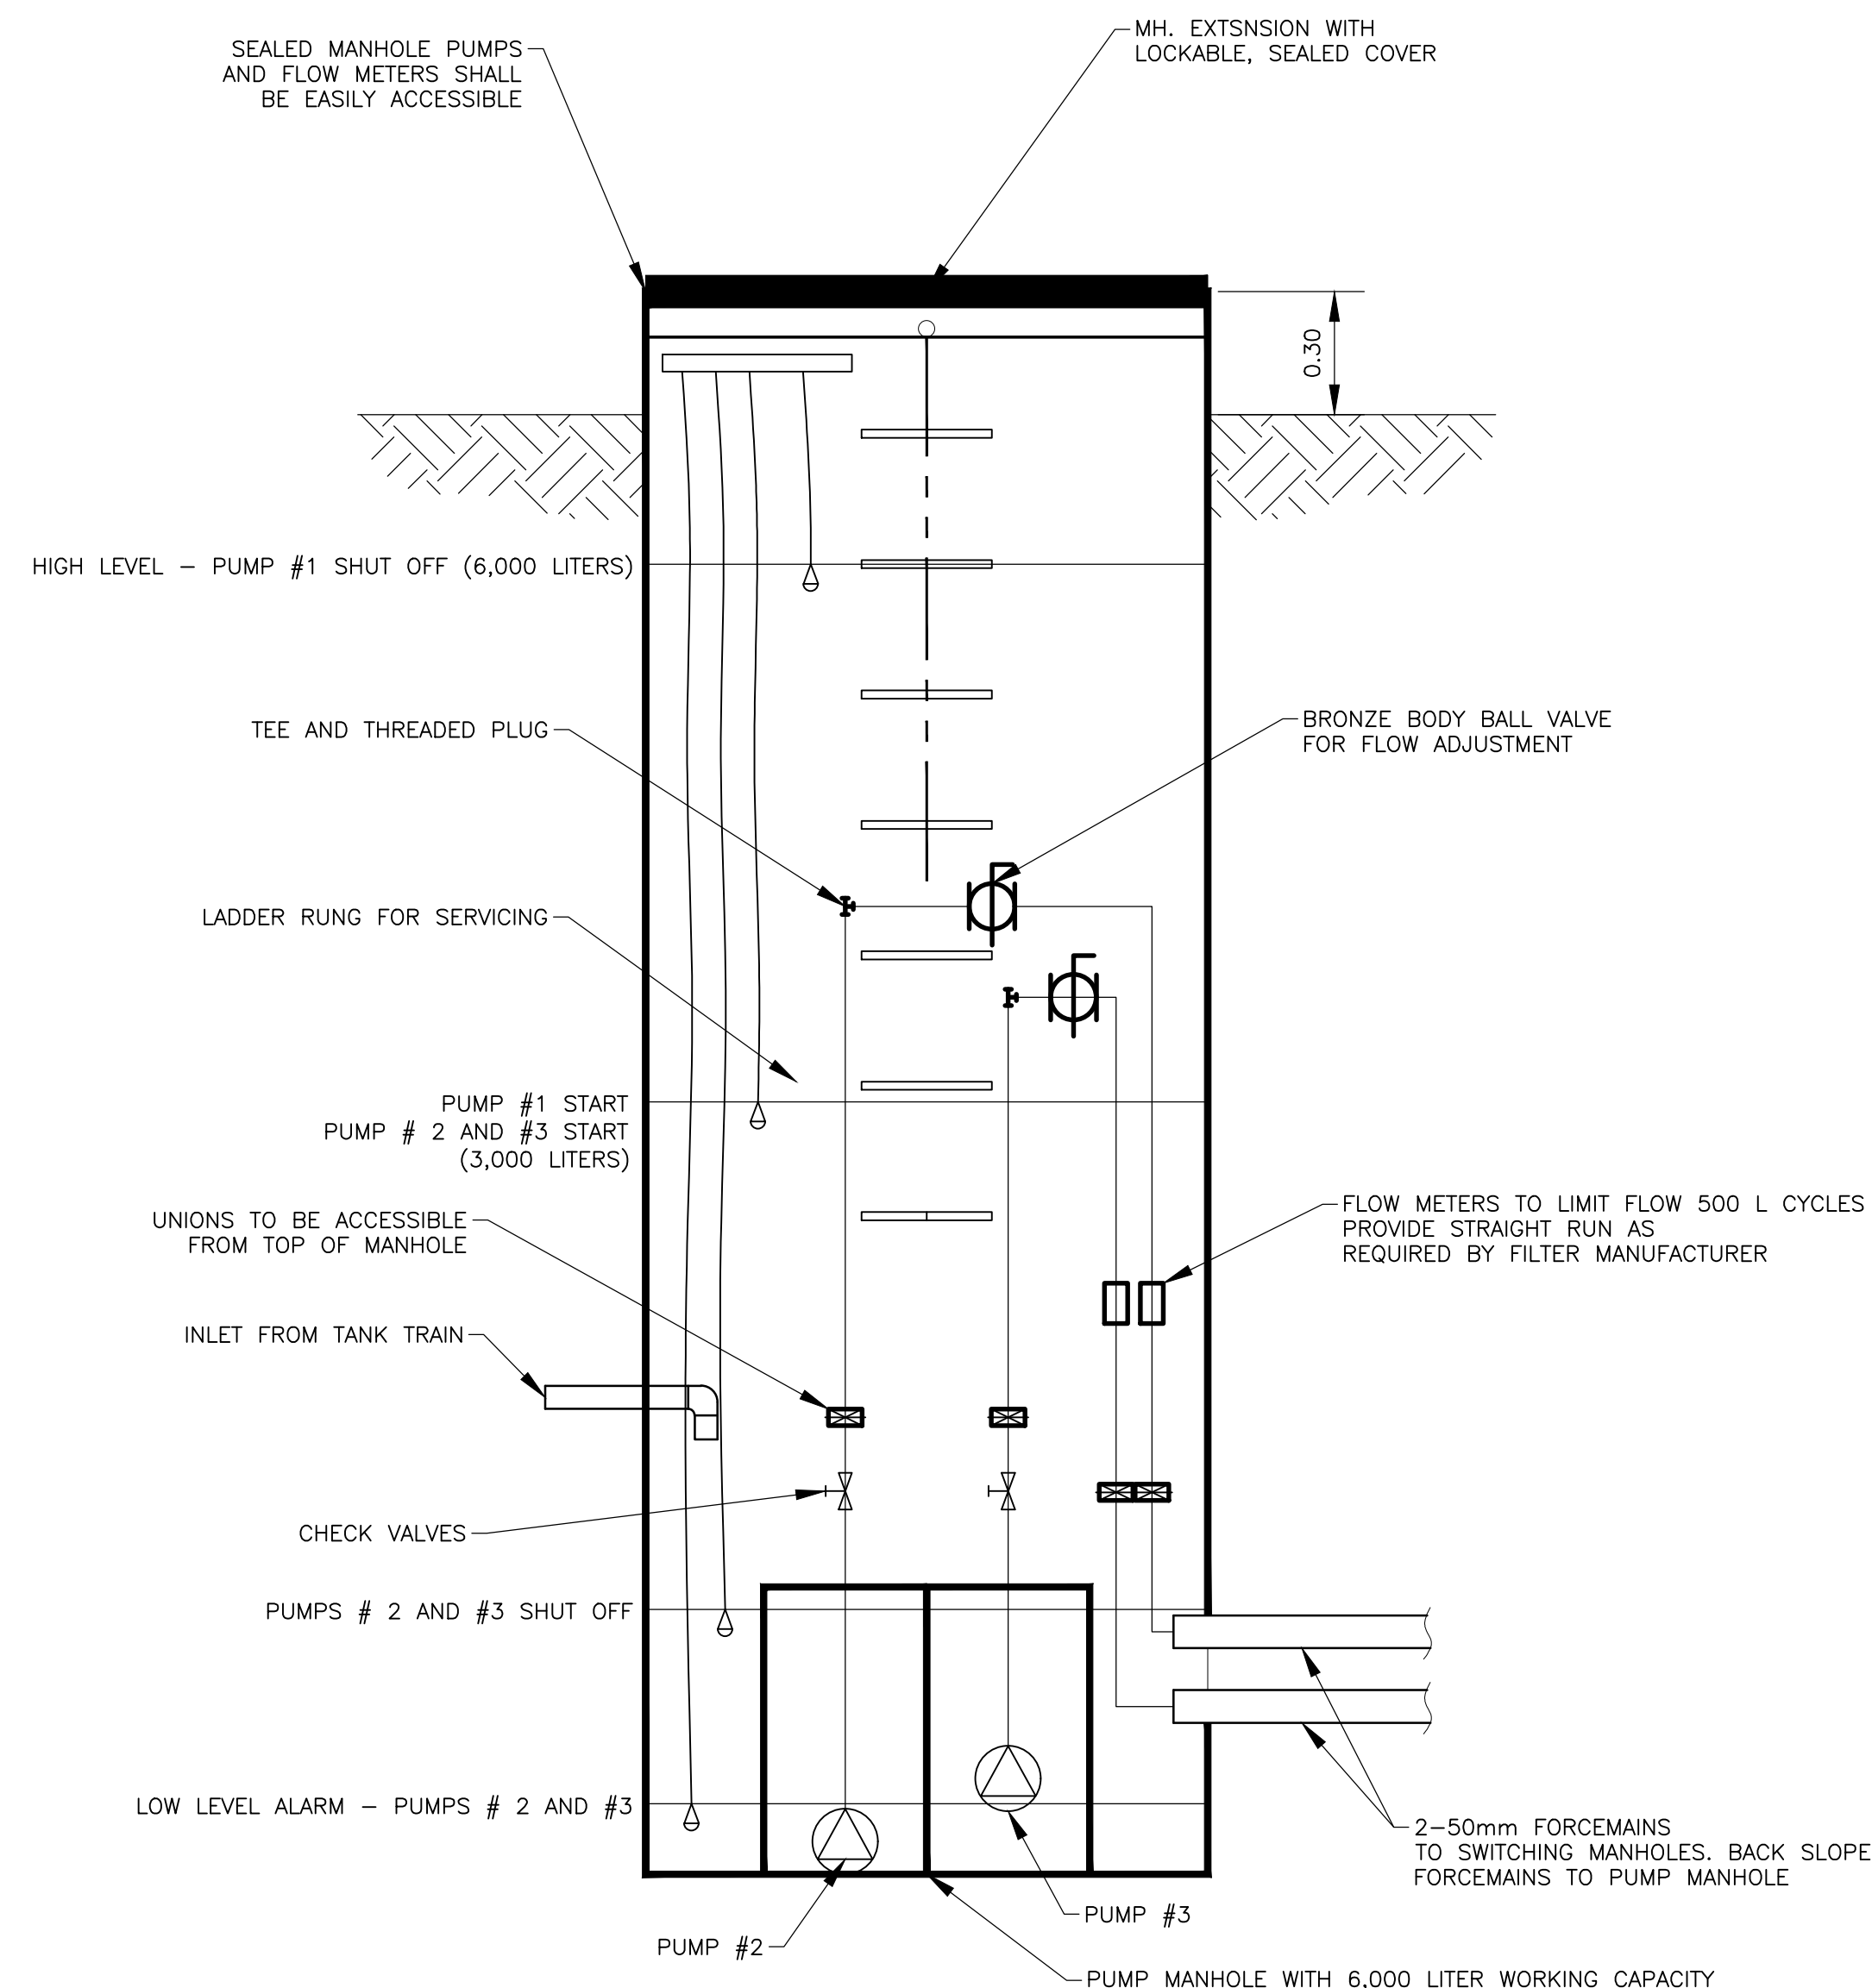 SEALED MANHOLE PUMPS
AND FLOW METERS SHALL
BE EASILY ACCESSIBLE
MH. EXTSNSION WITH
LOCKABLE, SEALED COVER
0.30
HIGH LEVEL – PUMP #1 SHUT OFF (6,000 LITERS)
TEE AND THREADED PLUG
BRONZE BODY BALL VALVE
FOR FLOW ADJUSTMENT
LADDER RUNG FOR SERVICING
PUMP #1 START
PUMP # 2 AND #3 START
(3,000 LITERS)
UNIONS TO BE ACCESSIBLE
FROM TOP OF MANHOLE
FLOW METERS TO LIMIT FLOW 500 L CYCLES
PROVIDE STRAIGHT RUN AS
REQUIRED BY FILTER MANUFACTURER
INLET FROM TANK TRAIN
CHECK VALVES
PUMPS # 2 AND #3 SHUT OFF
LOW LEVEL ALARM – PUMPS # 2 AND #3
2–50mm FORCEMAINS
TO SWITCHING MANHOLES. BACK SLOPE
FORCEMAINS TO PUMP MANHOLE
PUMP #3
PUMP #2
PUMP MANHOLE WITH 6,000 LITER WORKING CAPACITY